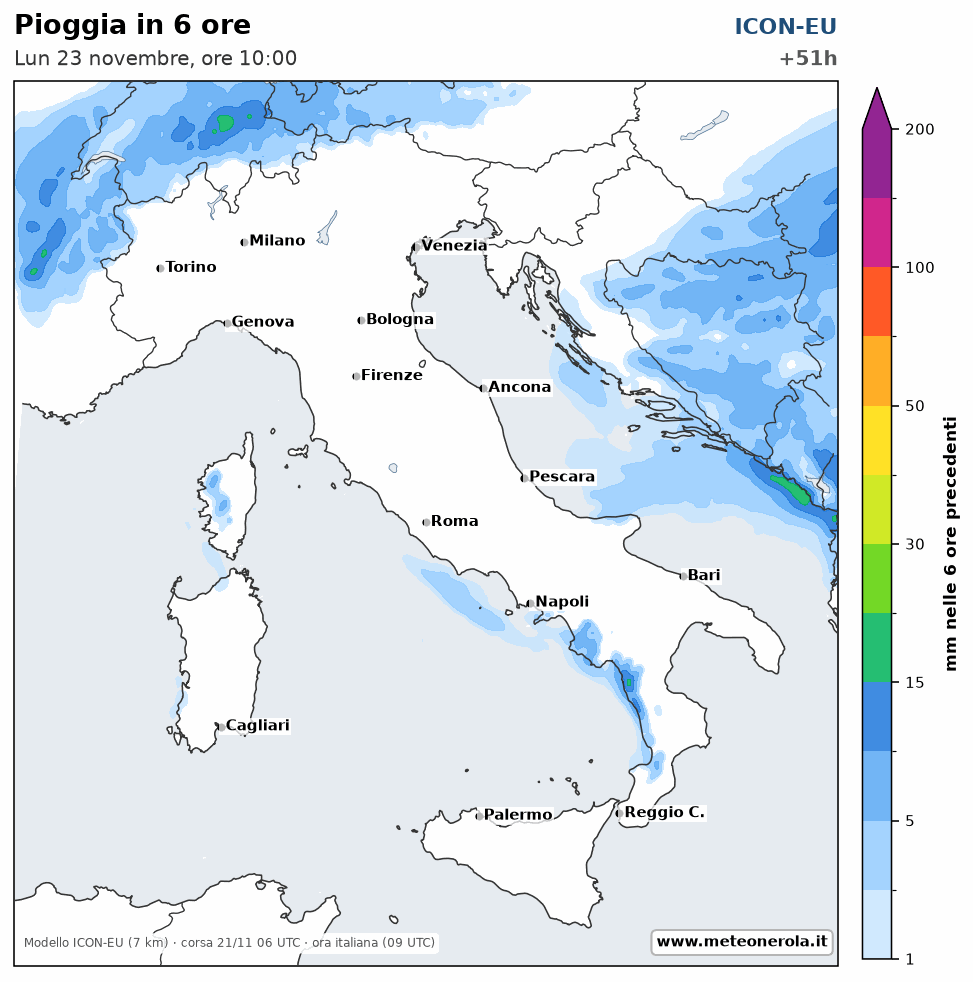 Pioggia in 6 ore
ICON-EU
Lun 23 novembre, ore 10:00
+51h
200
100
50
30
15
5
1
mm nelle 6 ore precedenti
Milano
Venezia
Torino
Genova
Bologna
Firenze
Ancona
Pescara
Roma
Bari
Napoli
Cagliari
Palermo
Reggio C.
Modello ICON-EU (7 km) · corsa 21/11 06 UTC · ora italiana (09 UTC)
www.meteonerola.it